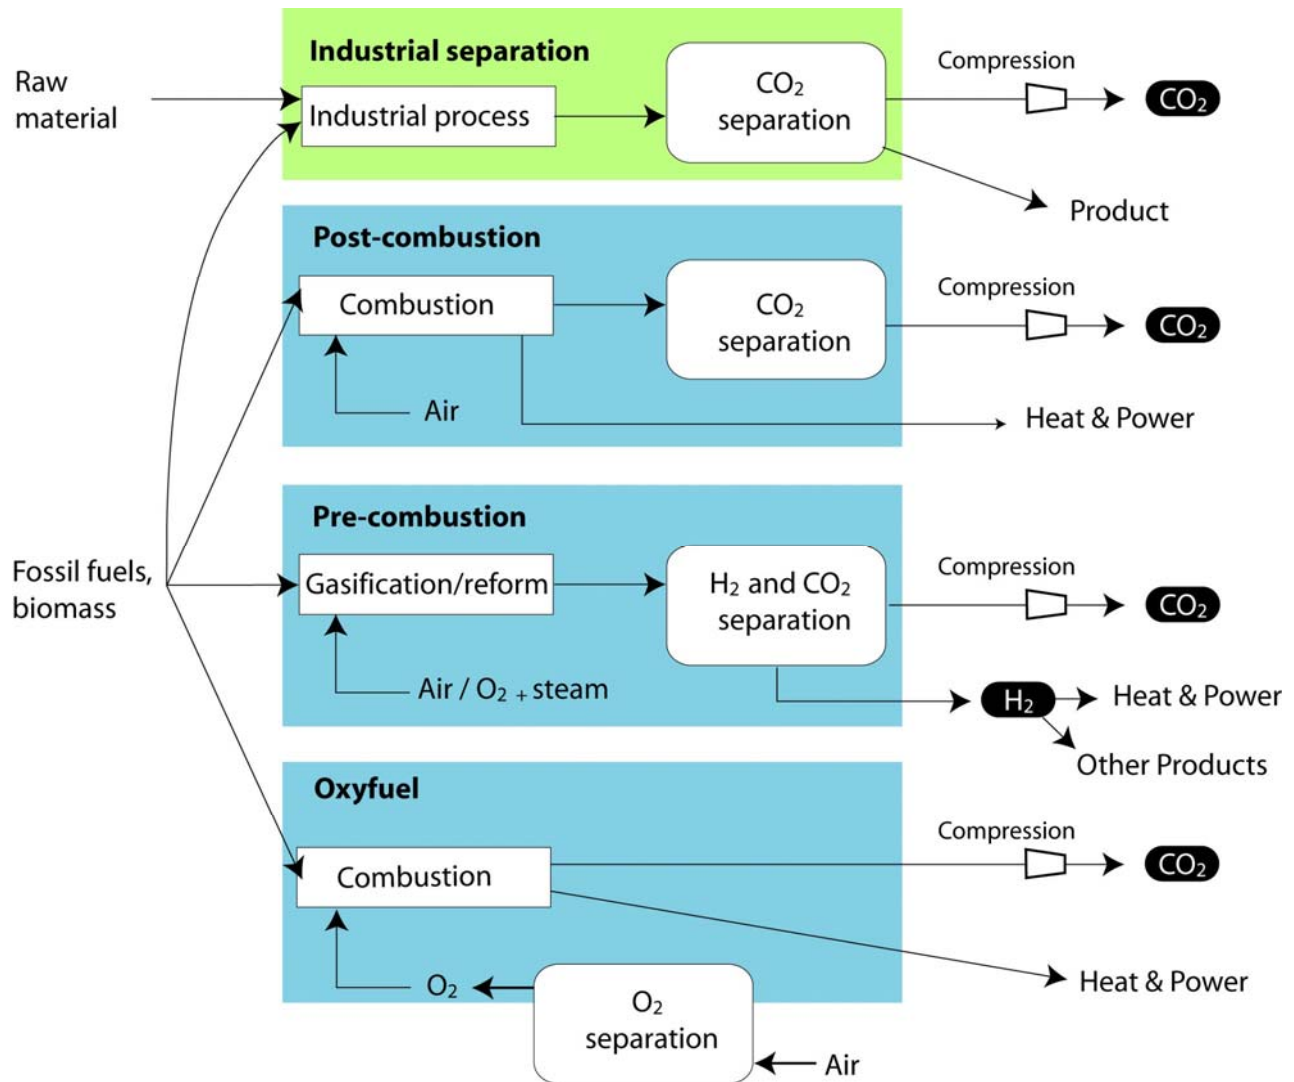 Raw
material
Industrial separation
Industrial process
CO₂
separation
Compression
CO₂
Product
Post-combustion
Combustion
Air
CO₂
separation
Compression
CO₂
Heat & Power
Fossil fuels,
biomass
Pre-combustion
Gasification/reform
Air / O₂ + steam
H₂ and CO₂
separation
Compression
CO₂
H₂
Heat & Power
Other Products
Oxyfuel
Combustion
O₂
O₂
separation
Air
Compression
CO₂
Heat & Power